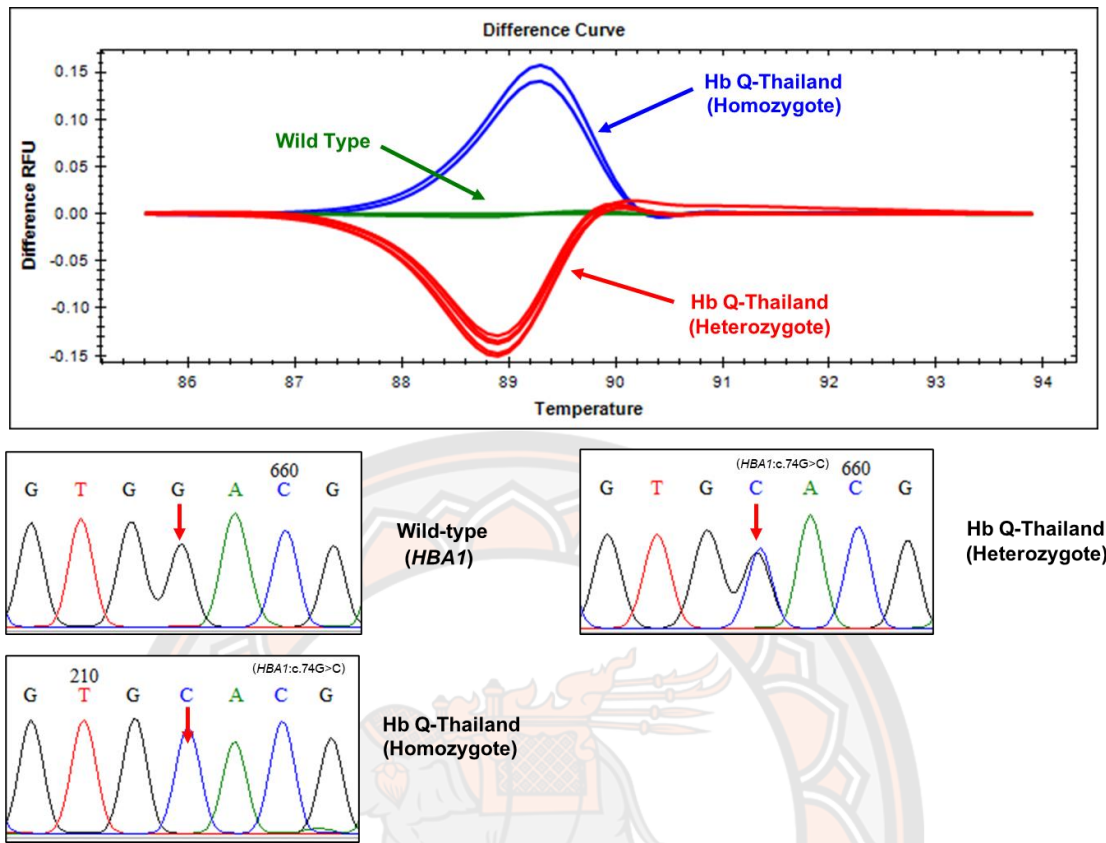 Difference Curve
Difference RFU
0.15
0.10
0.05
0.00
-0.05
-0.10
-0.15
Hb Q-Thailand
(Homozygote)
Wild Type
Hb Q-Thailand
(Heterozygote)
86 87 88 89 90 91 92 93 94
Temperature
660
G T G G A C G
Wild-type
(HBA1)
(HBA1:c.74G>C) 660
G T G C A C G
Hb Q-Thailand
(Heterozygote)
210 (HBA1:c.74G>C)
G T G C A C G
Hb Q-Thailand
(Homozygote)